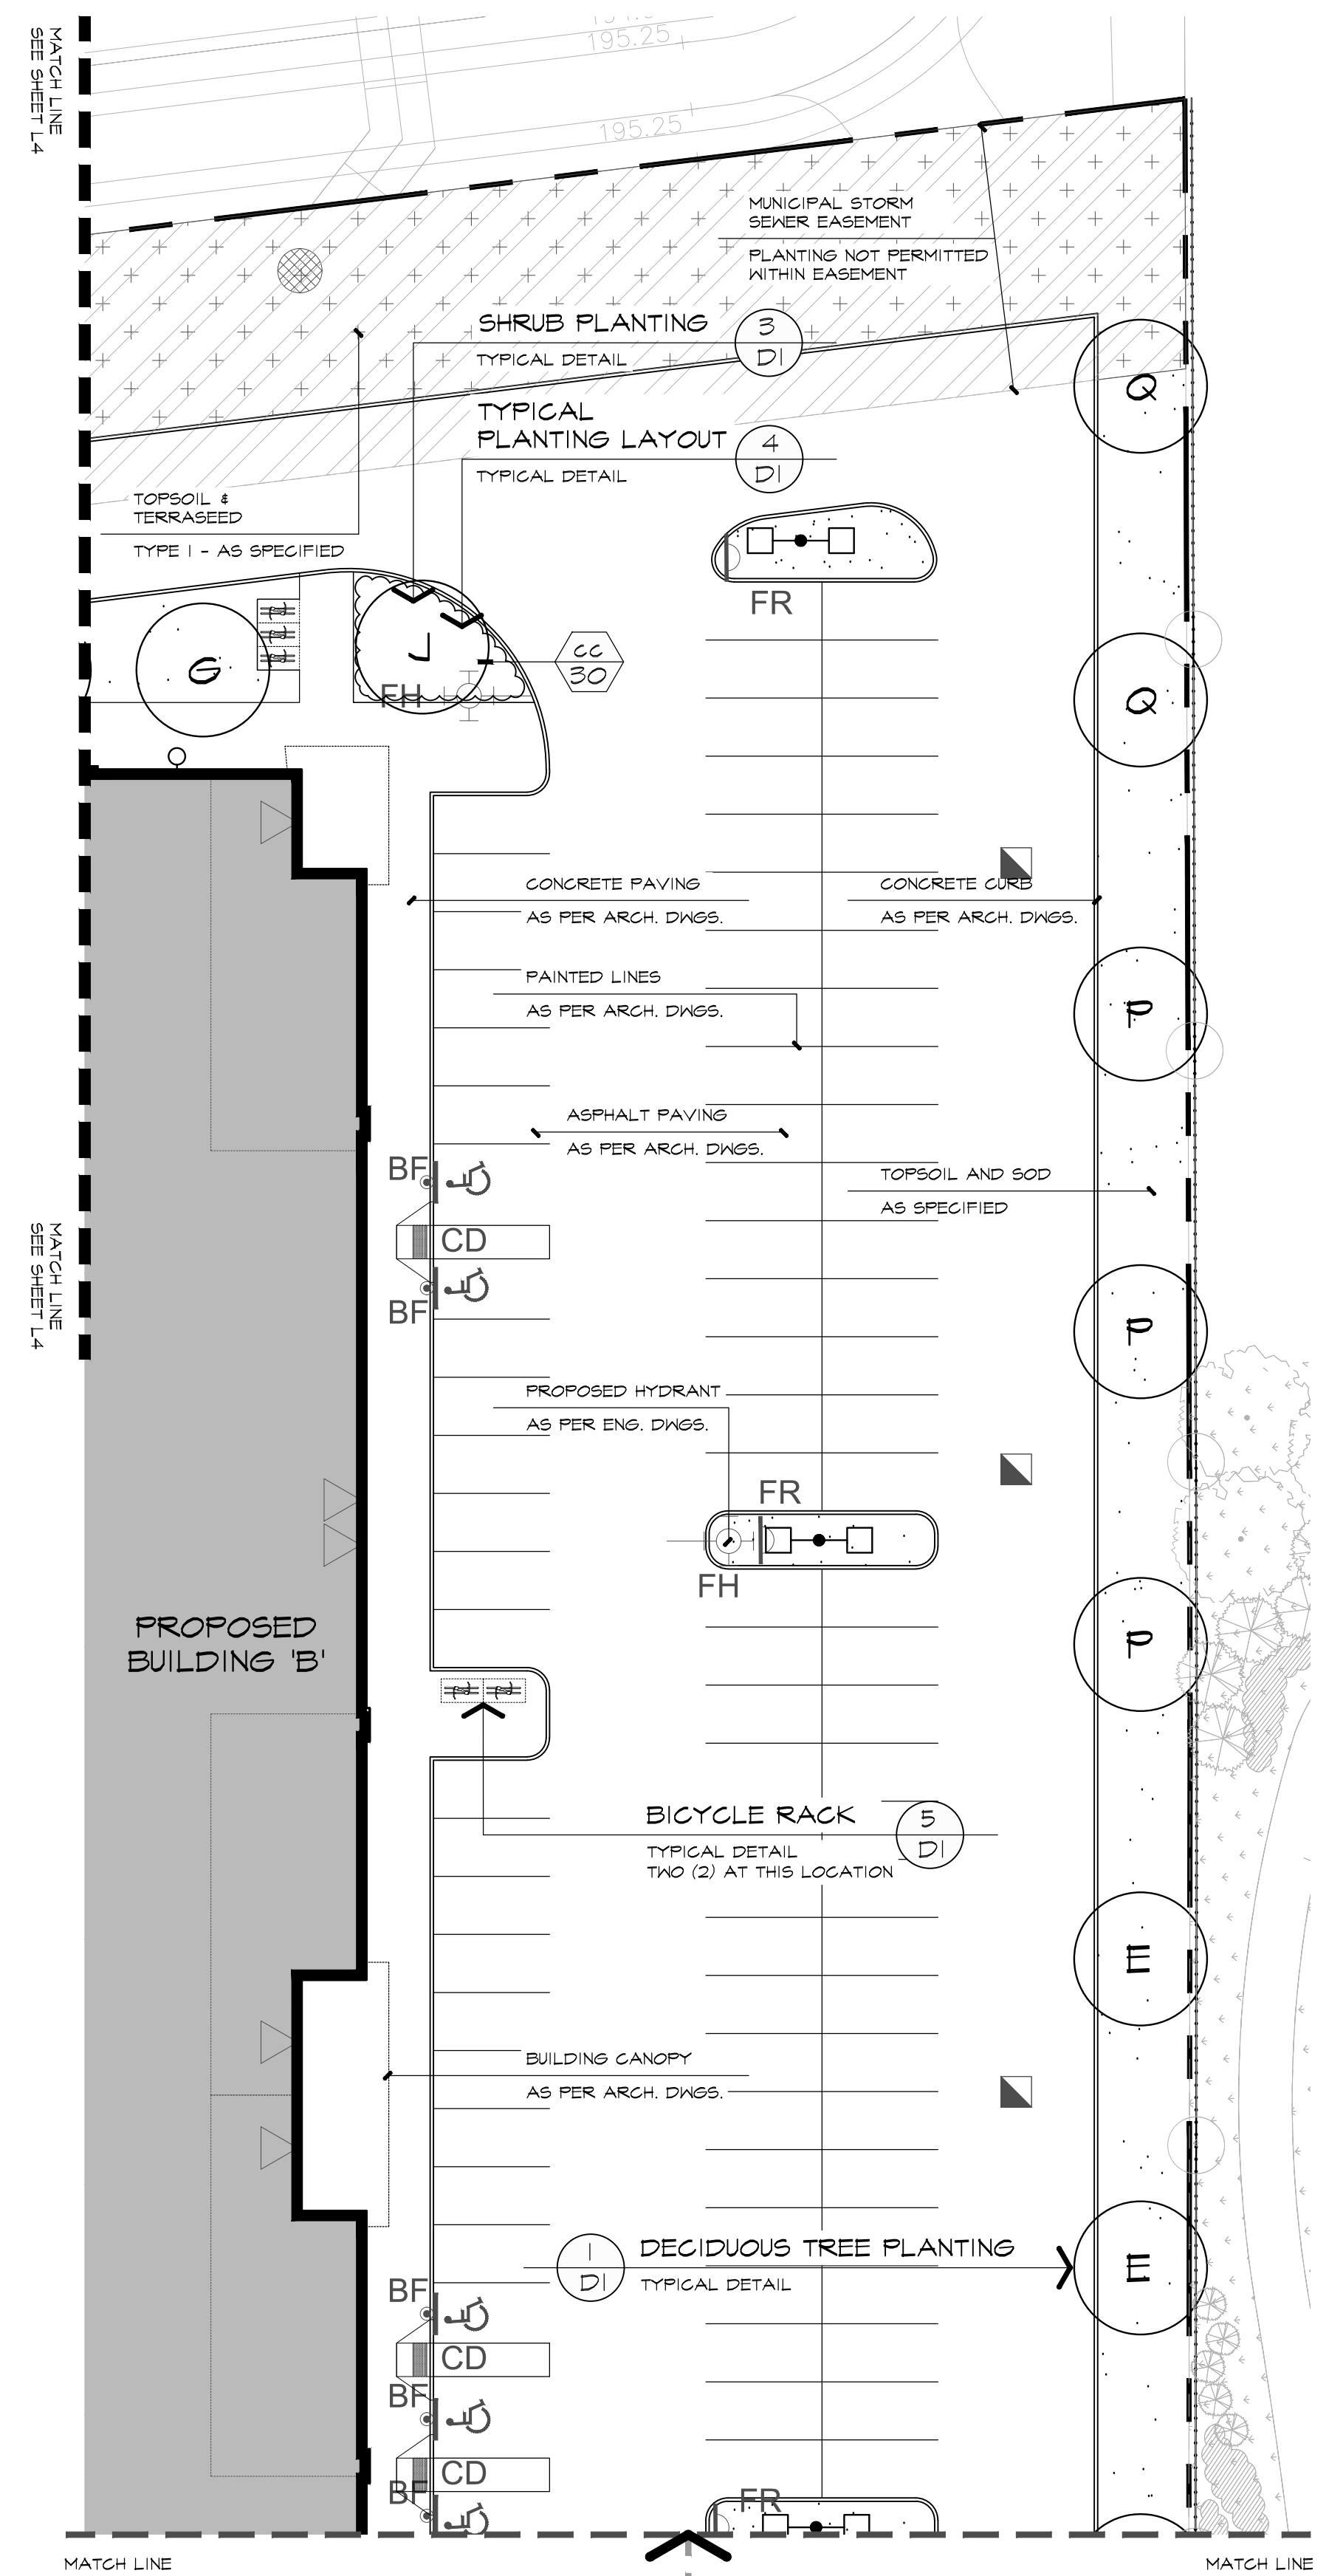 195.25
195.25
MATCH LINE
SEE SHEET L4
MUNICIPAL STORM
SEWER EASEMENT
PLANTING NOT PERMITTED
WITHIN EASEMENT
SHRUB PLANTING
TYPICAL DETAIL
3
D1
Q
TYPICAL
PLANTING LAYOUT
TYPICAL DETAIL
4
D1
TOPSOIL &
TERRASEED
TYPE 1 - AS SPECIFIED
FR
G
J
FH
CC
30
Q
CONCRETE PAVING
AS PER ARCH. DWGS.
CONCRETE CURB
AS PER ARCH. DWGS.
PAINTED LINES
AS PER ARCH. DWGS.
P
ASPHALT PAVING
AS PER ARCH. DWGS.
BF
TOPSOIL AND SOD
AS SPECIFIED
CD
MATCH LINE
SEE SHEET L4
BF
P
PROPOSED HYDRANT
AS PER ENG. DWGS.
FR
FH
PROPOSED
BUILDING 'B'
P
BICYCLE RACK
TYPICAL DETAIL
TWO (2) AT THIS LOCATION
5
D1
E
BUILDING CANOPY
AS PER ARCH. DWGS.
1
D1
DECIDUOUS TREE PLANTING
TYPICAL DETAIL
E
BF
CD
BF
CD
BF
FR
MATCH LINE
MATCH LINE